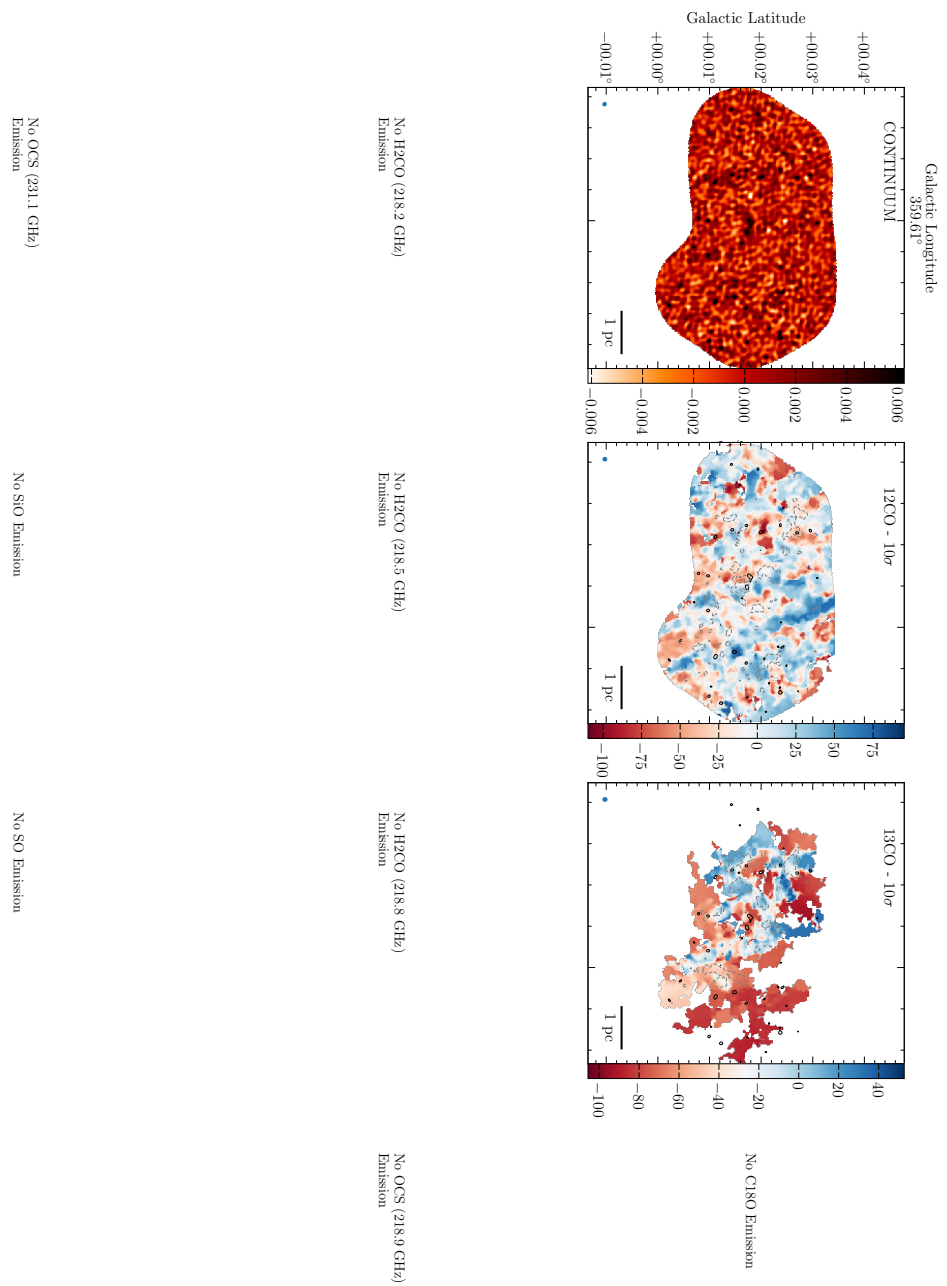 Galactic Longitude
359.61°
Galactic Latitude
+00.04°
+00.03°
+00.02°
+00.01°
+00.00°
−00.01°
CONTINUUM
1 pc
0.006
0.004
0.002
0.000
−0.002
−0.004
−0.006
12CO - 10σ
1 pc
75
50
25
0
−25
−50
−75
−100
13CO - 10σ
1 pc
40
20
0
−20
−40
−60
−80
−100
No C18O Emission
No H2CO (218.2 GHz)
Emission
No H2CO (218.5 GHz)
Emission
No H2CO (218.8 GHz)
Emission
No OCS (218.9 GHz)
Emission
No OCS (231.1 GHz)
Emission
No SiO Emission
No SO Emission